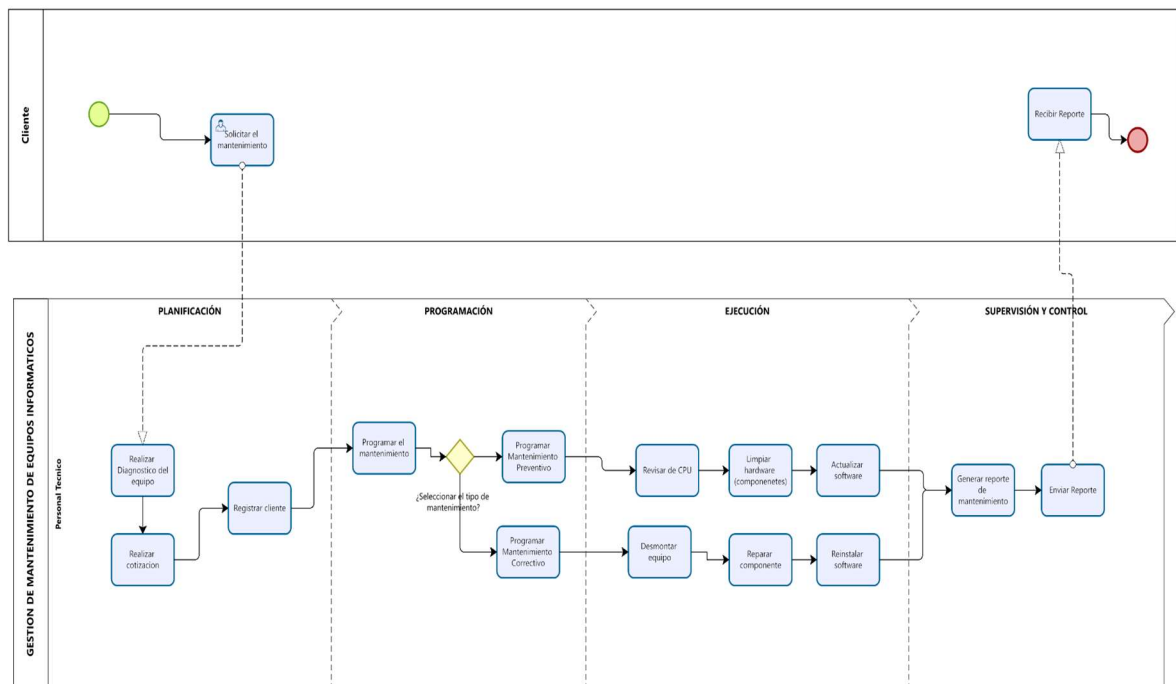 Cliente
Solicitar el
mantenimiento
Recibir Reporte
GESTION DE MANTENIMIENTO DE EQUIPOS INFORMATICOS
Personal Tecnico
PLANIFICACIÓN
PROGRAMACIÓN
EJECUCIÓN
SUPERVISIÓN Y CONTROL
Realizar
Diagnostico del
equipo
Realizar
cotizacion
Registrar cliente
Programar el
mantenimiento
¿Seleccionar el tipo de
mantenimiento?
Programar
Mantenimiento
Preventivo
Programar
Mantenimiento
Correctivo
Revisar de CPU
Limpiar
hardware
(componenetes)
Actualizar
software
Desmontar
equipo
Reparar
componente
Reinstalar
software
Generar reporte
de
mantenimiento
Enviar Reporte